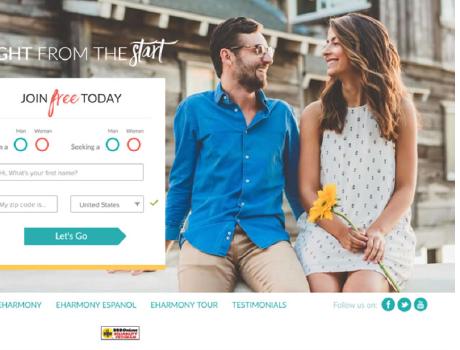 GHT FROM THE start
JOIN free TODAY
Man Woman Man Woman
m a Seeking a
Hi, What's your first name?
My zip code is... United States
Let's Go
EHARMONY EHARMONY ESPANOL EHARMONY TOUR TESTIMONIALS
Follow us on:
BBBOnLine
RELIABILITY
PROGRAM